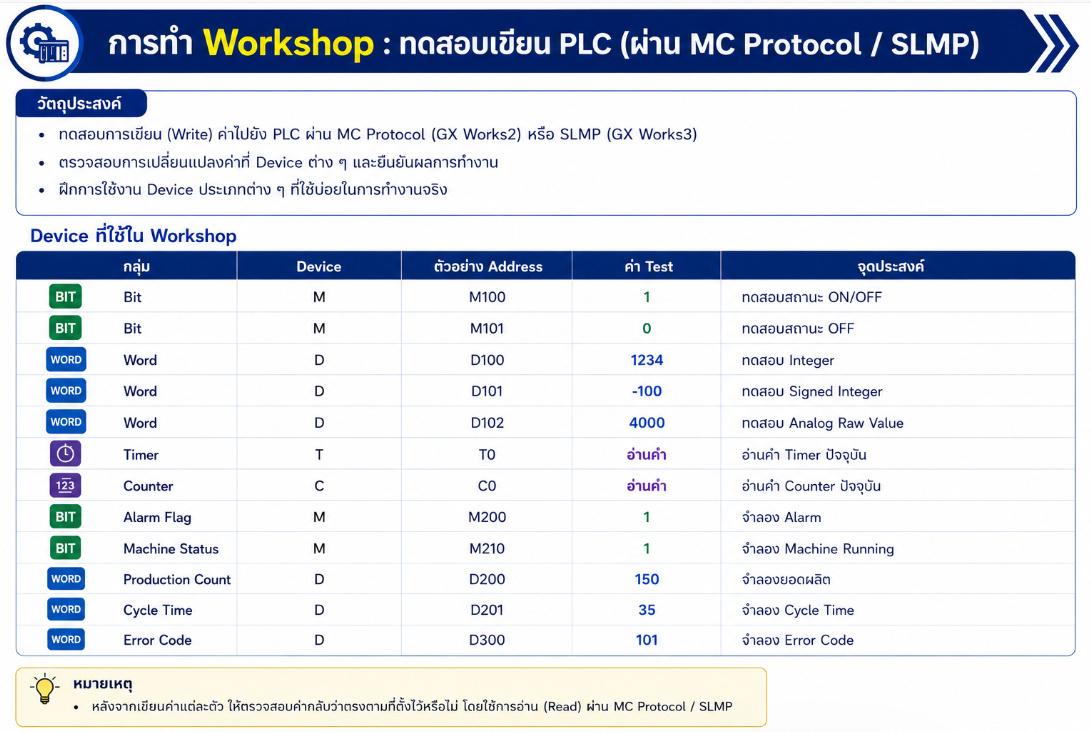 การทำ Workshop : ทดสอบเขียน PLC (ผ่าน MC Protocol / SLMP)
วัตถุประสงค์
• ทดสอบการเขียน (Write) ค่าไปยัง PLC ผ่าน MC Protocol (GX Works2) หรือ SLMP (GX Works3)
• ตรวจสอบการเปลี่ยนแปลงค่าที่ Device ต่าง ๆ และยืนยันผลการทำงาน
• ฝึกการใช้งาน Device ประเภทต่าง ๆ ที่ใช้บ่อยในการทำงานจริง
Device ที่ใช้ใน Workshop
กลุ่ม Device ตัวอย่าง Address ค่า Test จุดประสงค์
BIT Bit M M100 1 ทดสอบสถานะ ON/OFF
BIT Bit M M101 0 ทดสอบสถานะ OFF
WORD Word D D100 1234 ทดสอบ Integer
WORD Word D D101 -100 ทดสอบ Signed Integer
WORD Word D D102 4000 ทดสอบ Analog Raw Value
Timer T T0 อ่านค่า อ่านค่า Timer ปัจจุบัน
123 Counter C C0 อ่านค่า อ่านค่า Counter ปัจจุบัน
BIT Alarm Flag M M200 1 จำลอง Alarm
BIT Machine Status M M210 1 จำลอง Machine Running
WORD Production Count D D200 150 จำลองยอดผลิต
WORD Cycle Time D D201 35 จำลอง Cycle Time
WORD Error Code D D300 101 จำลอง Error Code
หมายเหตุ
• หลังจากเขียนค่าแต่ละตัว ให้ตรวจสอบค่ากลับว่าตรงตามที่ตั้งไว้หรือไม่ โดยใช้การอ่าน (Read) ผ่าน MC Protocol / SLMP